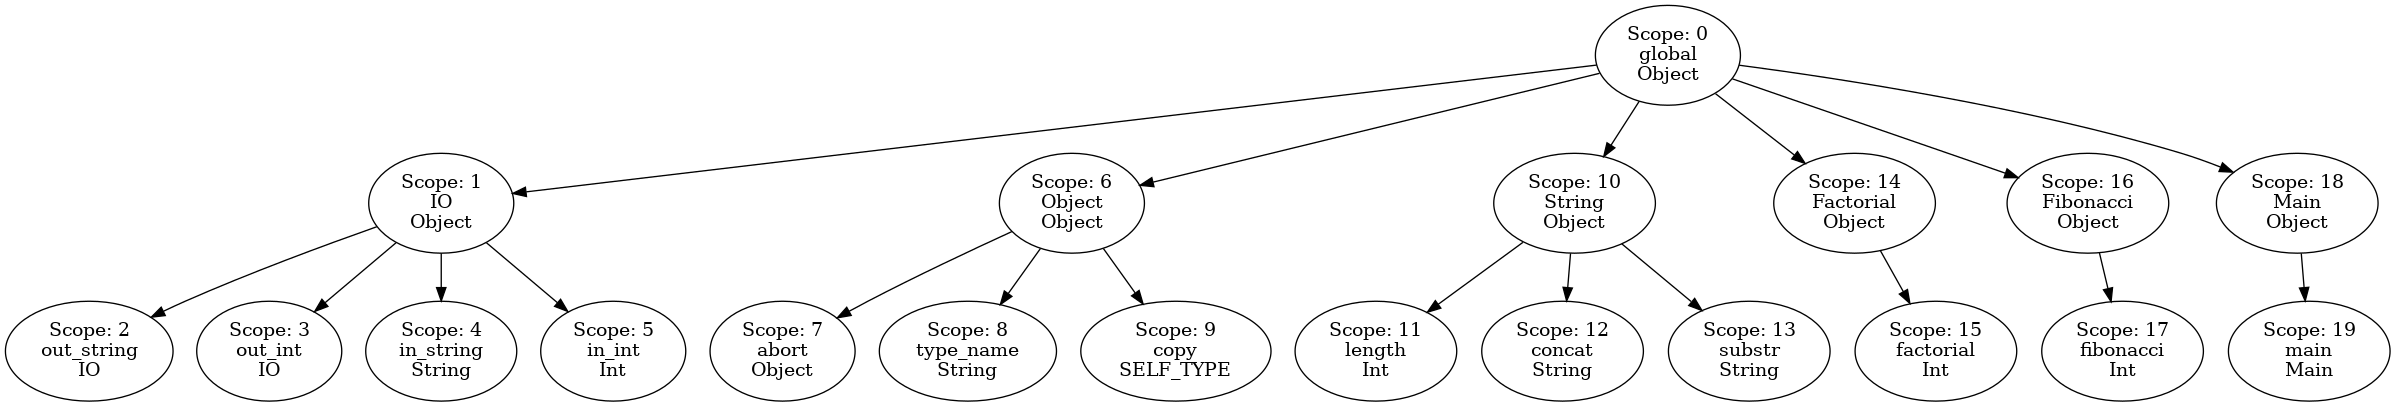 Scope: 0
global
Object
Scope: 1
IO
Object
Scope: 6
Object
Object
Scope: 10
String
Object
Scope: 14
Factorial
Object
Scope: 16
Fibonacci
Object
Scope: 18
Main
Object
Scope: 2
out_string
IO
Scope: 3
out_int
IO
Scope: 4
in_string
String
Scope: 5
in_int
Int
Scope: 7
abort
Object
Scope: 8
type_name
String
Scope: 9
copy
SELF_TYPE
Scope: 11
length
Int
Scope: 12
concat
String
Scope: 13
substr
String
Scope: 15
factorial
Int
Scope: 17
fibonacci
Int
Scope: 19
main
Main